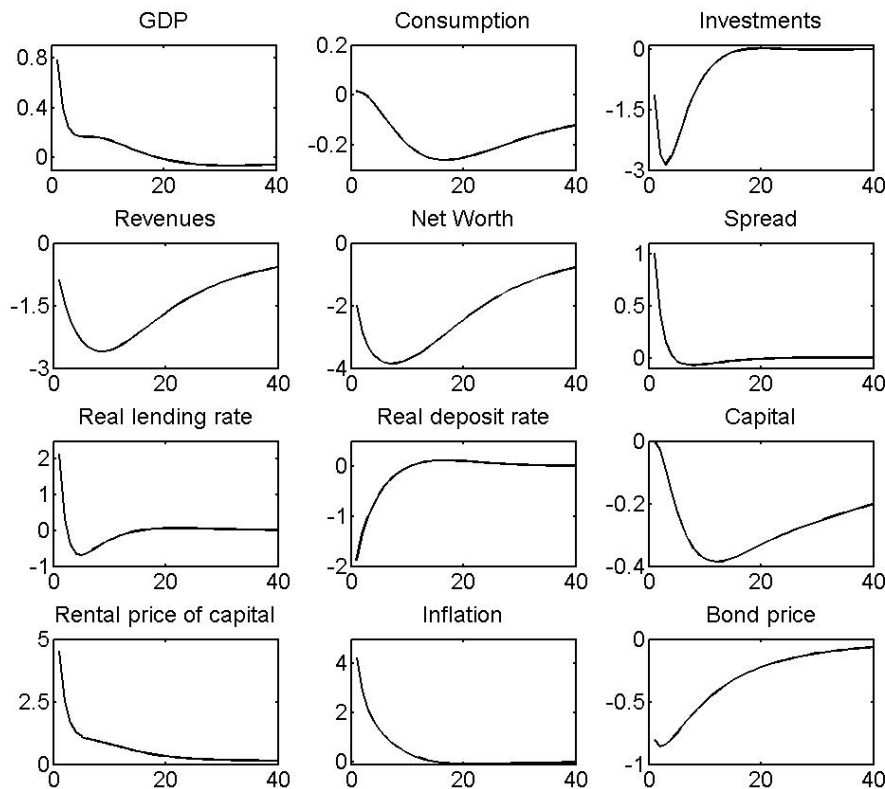 GDP
Consumption
Investments
0.8
0.4
0
0 20 40
0.2
0
-0.2
0 20 40
0
-1.5
-3
0 20 40
Revenues
Net Worth
Spread
0
-1.5
-3
0 20 40
0
-2
-4
0 20 40
1
0.5
0
0 20 40
Real lending rate
Real deposit rate
Capital
2
1
0
-1
0 20 40
0
-1
-2
0 20 40
0
-0.2
-0.4
0 20 40
Rental price of capital
Inflation
Bond price
5
2.5
0
0 20 40
4
2
0
0 20 40
0
-0.5
-1
0 20 40